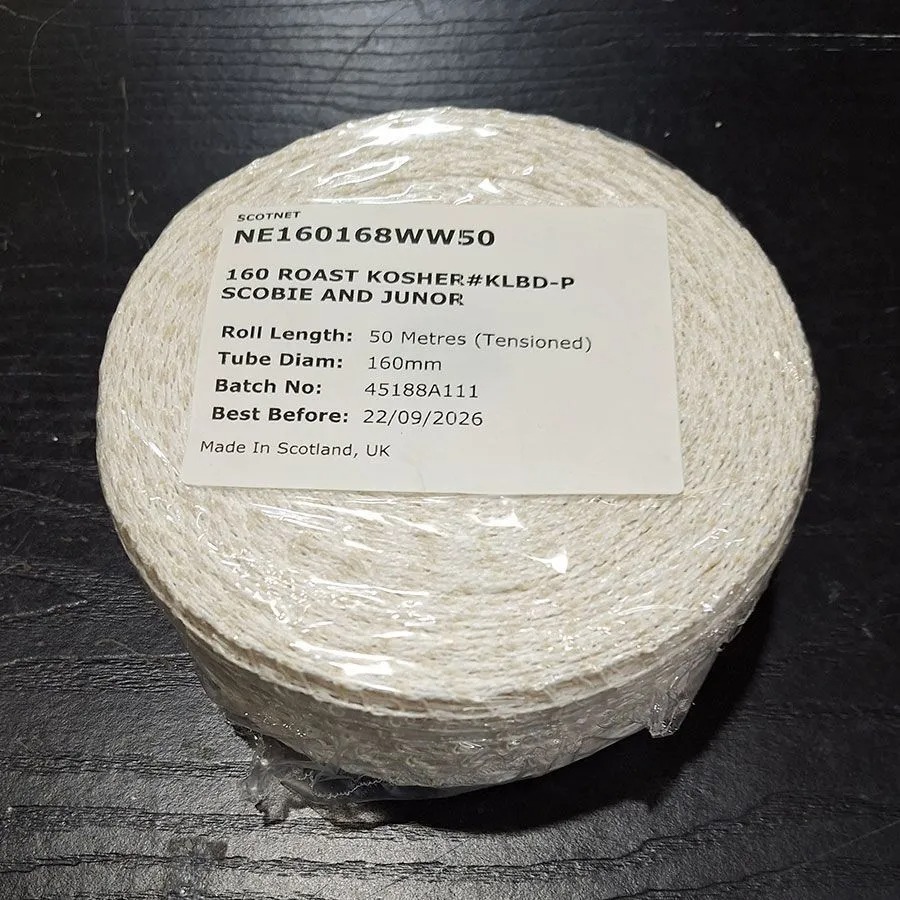 SCOTNET
NE160168WW50
160 ROAST KOSHER#KLBD-P
SCOBIE AND JUNOR
Roll Length: 50 Metres (Tensioned)
Tube Diam: 160mm
Batch No: 45188A111
Best Before: 22/09/2026
Made In Scotland, UK